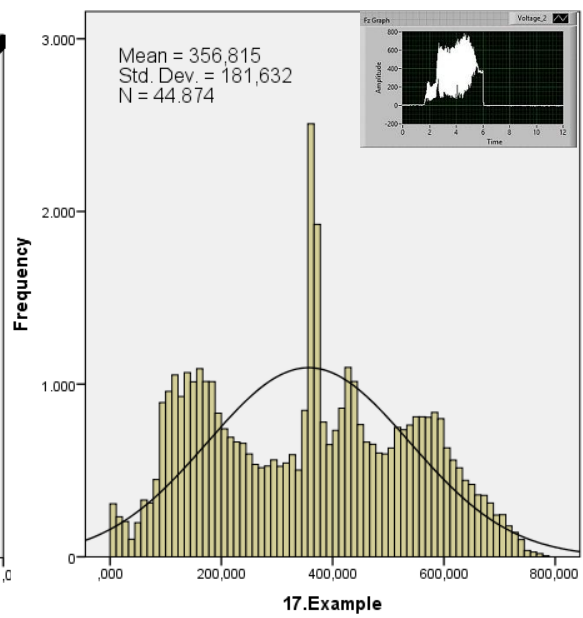 Fz Graph
Voltage_2
800
600
400
200
0
-200
Amplitude
0 2 4 6 8 10 12
Time
Mean = 356,815
Std. Dev. = 181,632
N = 44.874
Frequency
3.000
2.000
1.000
0
,000 200,000 400,000 600,000 800,000
17.Example